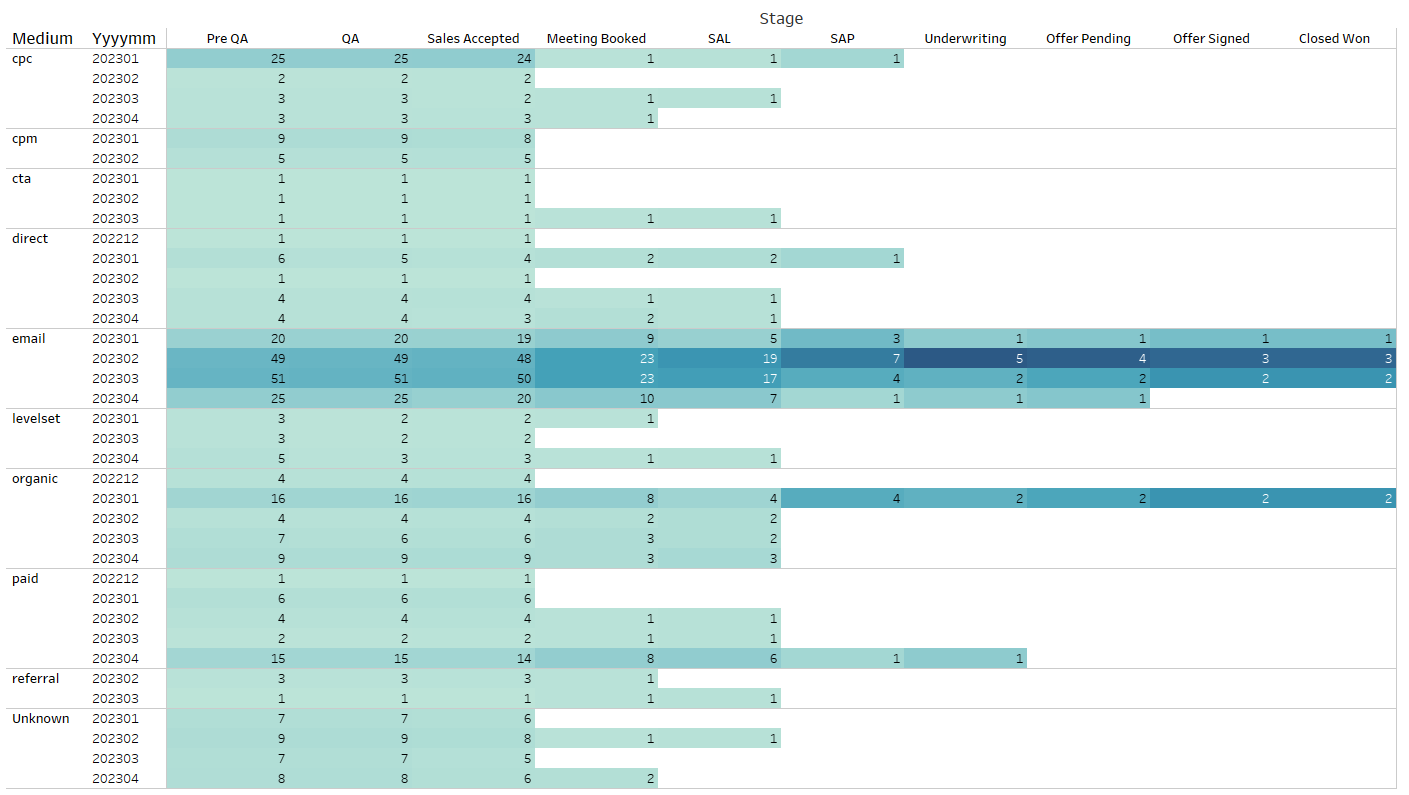 Stage
Medium Yyyymm Pre QA QA Sales Accepted Meeting Booked SAL SAP Underwriting Offer Pending Offer Signed Closed Won
cpc 202301 25 25 24 1 1 1
202302 2 2 2
202303 3 3 2 1 1
202304 3 3 3 1
cpm 202301 9 9 8
202302 5 5 5
cta 202301 1 1 1
202302 1 1 1
202303 1 1 1 1 1
direct 202212 1 1 1
202301 6 5 4 2 2 1
202302 1 1 1
202303 4 4 4 1 1
202304 4 4 3 2 1
email 202301 20 20 19 9 5 3 1 1 1 1
202302 49 49 48 23 19 7 5 4 3 3
202303 51 51 50 23 17 4 2 2 2 2
202304 25 25 20 10 7 1 1 1
levelset 202301 3 2 2 1
202303 3 2 2
202304 5 3 3 1 1
organic 202212 4 4 4
202301 16 16 16 8 4 4 2 2 2 2
202302 4 4 4 2 2
202303 7 6 6 3 2
202304 9 9 9 3 3
paid 202212 1 1 1
202301 6 6 6
202302 4 4 4 1 1
202303 2 2 2 1 1
202304 15 15 14 8 6 1 1
referral 202302 3 3 3 1
202303 1 1 1 1 1
Unknown 202301 7 7 6
202302 9 9 8 1 1
202303 7 7 5
202304 8 8 6 2